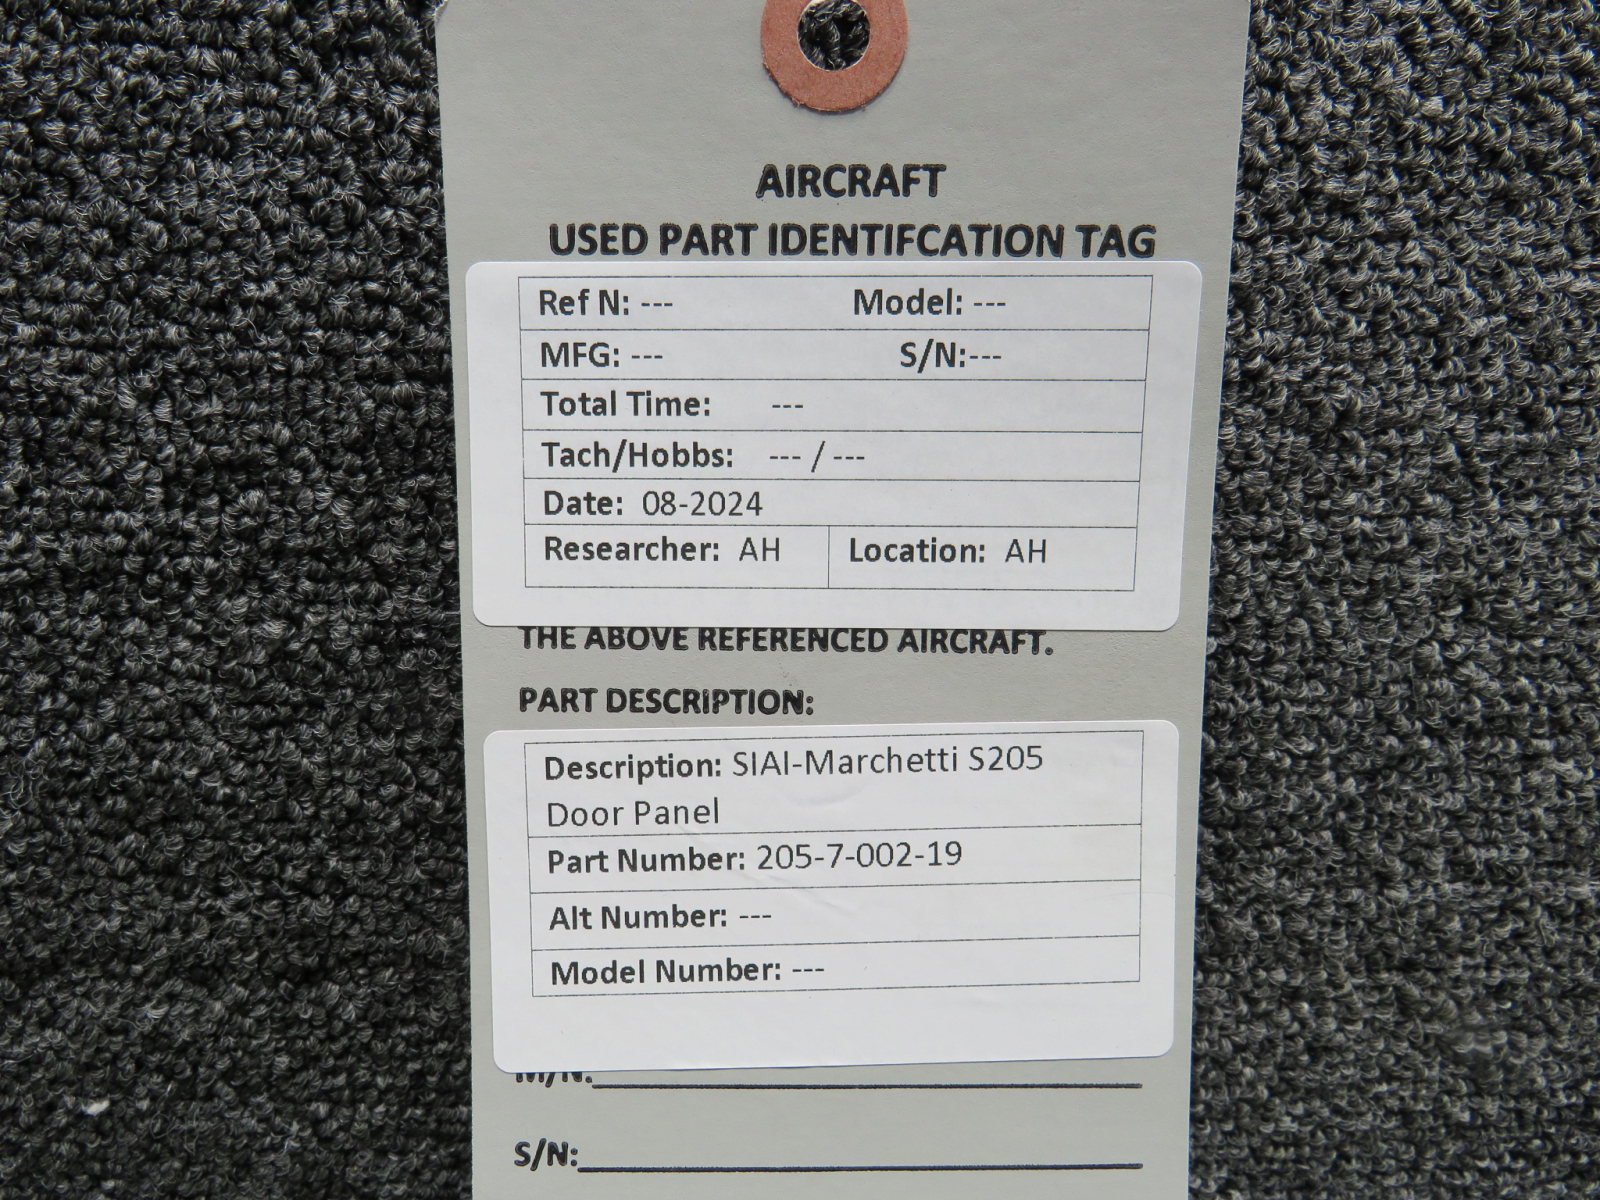 AIRCRAFT
USED PART IDENTIFCATION TAG
Ref N: --- Model: ---
MFG: --- S/N:---
Total Time: ---
Tach/Hobbs: --- / ---
Date: 08-2024
Researcher: AH Location: AH
THE ABOVE REFERENCED AIRCRAFT.
PART DESCRIPTION:
Description: SIAI-Marchetti S205
Door Panel
Part Number: 205-7-002-19
Alt Number: ---
Model Number: ---
M/N:
S/N: